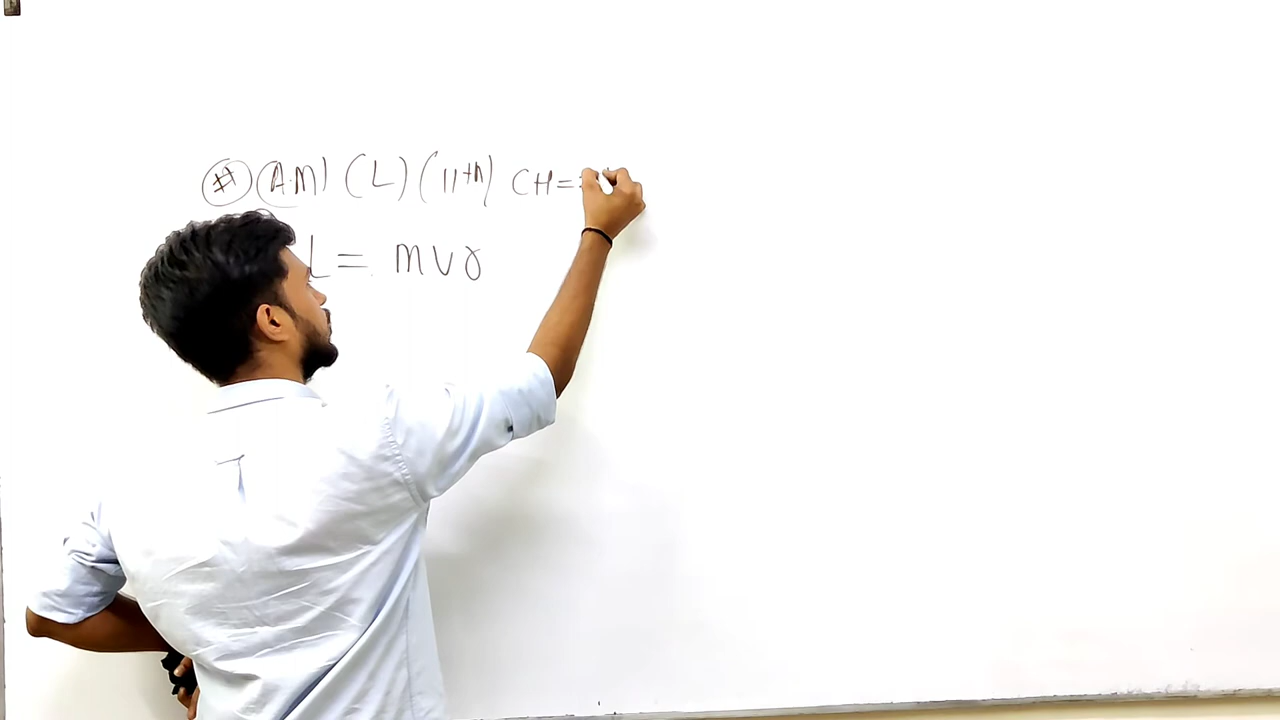 # (A.M) (L) (11th) CH=
L = mvr